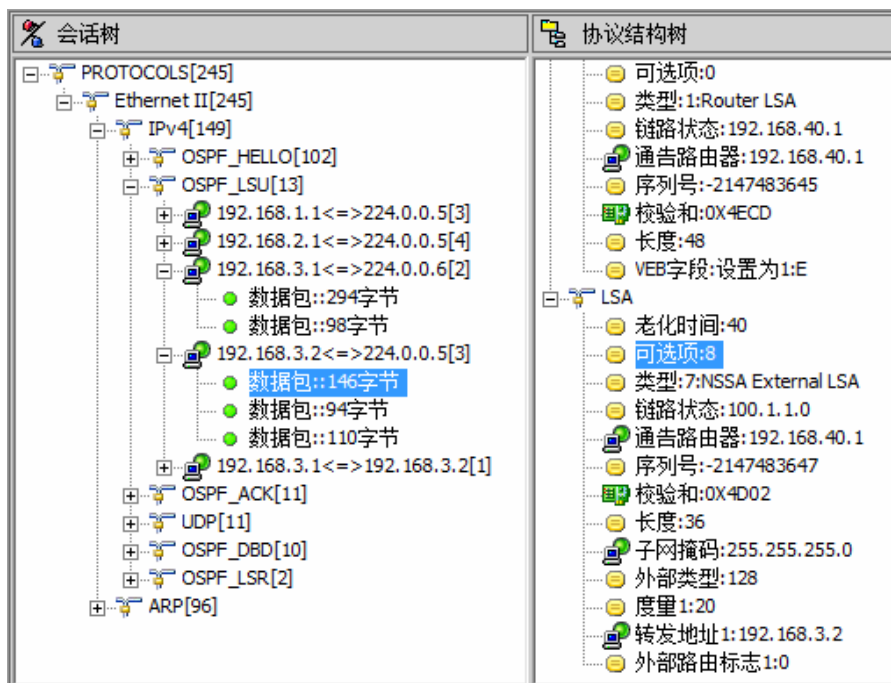 会话树
PROTOCOLS[245]
Ethernet II[245]
IPv4[149]
OSPF_HELLO[102]
OSPF_LSU[13]
192.168.1.1<=>224.0.0.5[3]
192.168.2.1<=>224.0.0.5[4]
192.168.3.1<=>224.0.0.6[2]
数据包::294字节
数据包::98字节
192.168.3.2<=>224.0.0.5[3]
数据包::146字节
数据包::94字节
数据包::110字节
192.168.3.1<=>192.168.3.2[1]
OSPF_ACK[11]
UDP[11]
OSPF_DBD[10]
OSPF_LSR[2]
ARP[96]
协议结构树
可选项:0
类型:1:Router LSA
链路状态:192.168.40.1
通告路由器:192.168.40.1
序列号:-2147483645
校验和:0X4ECD
长度:48
VEB字段:设置为1:E
LSA
老化时间:40
可选项:8
类型:7:NSSA External LSA
链路状态:100.1.1.0
通告路由器:192.168.40.1
序列号:-2147483647
校验和:0X4D02
长度:36
子网掩码:255.255.255.0
外部类型:128
度量1:20
转发地址1:192.168.3.2
外部路由标志1:0